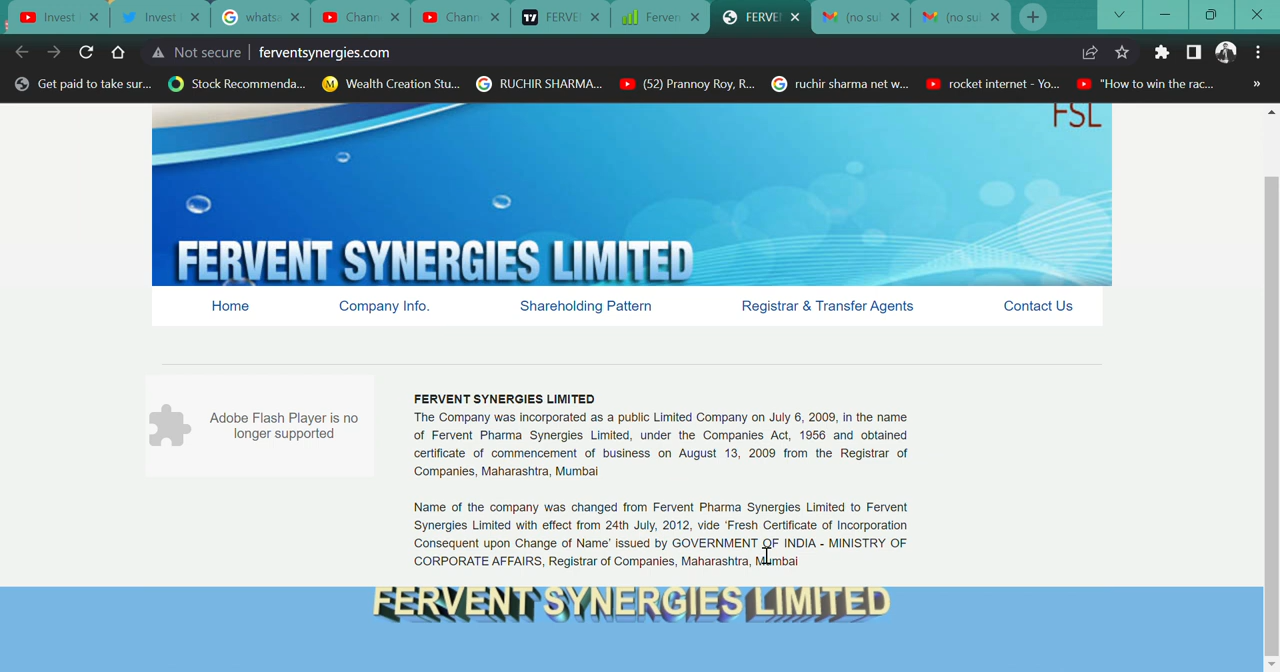 Invest
Invest
whats
Chann
Chann
FERVE
Ferven
FERVE
(no su
(no su
Not secure
ferventsynergies.com
Get paid to take sur...
Stock Recommenda...
Wealth Creation Stu...
RUCHIR SHARMA...
(52) Prannoy Roy, R...
ruchir sharma net w...
rocket internet - Yo...
"How to win the rac...
»
FSL
FERVENT SYNERGIES LIMITED
Home
Company Info.
Shareholding Pattern
Registrar & Transfer Agents
Contact Us
Adobe Flash Player is no
longer supported
FERVENT SYNERGIES LIMITED
The Company was incorporated as a public Limited Company on July 6, 2009, in the name
of Fervent Pharma Synergies Limited, under the Companies Act, 1956 and obtained
certificate of commencement of business on August 13, 2009 from the Registrar of
Companies, Maharashtra, Mumbai
Name of the company was changed from Fervent Pharma Synergies Limited to Fervent
Synergies Limited with effect from 24th July, 2012, vide ‘Fresh Certificate of Incorporation
Consequent upon Change of Name’ issued by GOVERNMENT OF INDIA - MINISTRY OF
CORPORATE AFFAIRS, Registrar of Companies, Maharashtra, Mumbai
FERVENT SYNERGIES LIMITED